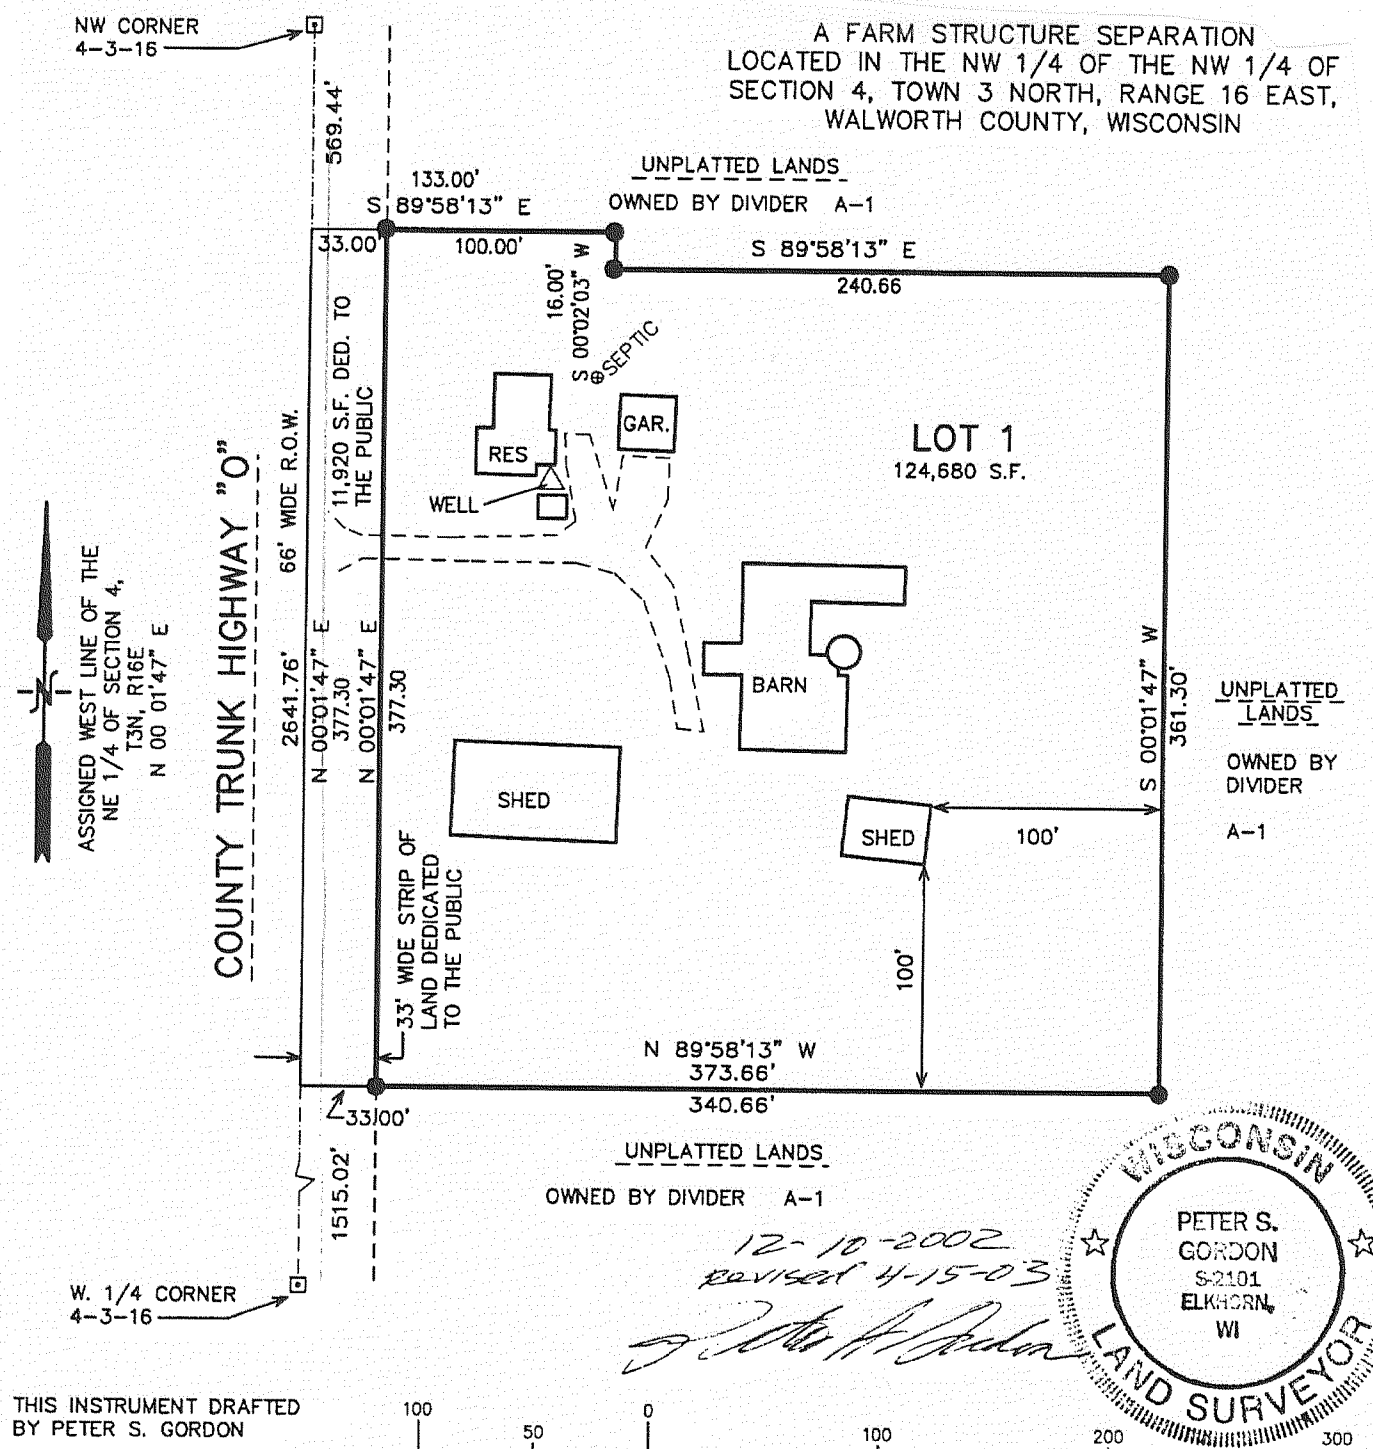 NW CORNER
4-3-16
A FARM STRUCTURE SEPARATION
LOCATED IN THE NW 1/4 OF THE NW 1/4 OF
SECTION 4, TOWN 3 NORTH, RANGE 16 EAST,
WALWORTH COUNTY, WISCONSIN
569.44'
UNPLATTED LANDS
OWNED BY DIVIDER A-1
133.00'
S 89°58'13" E
33.00'
100.00'
S 89°58'13" E
240.66
16.00'
S 00°02'03" W
SEPTIC
11,920 S.F. DED. TO
THE PUBLIC
RES
GAR.
WELL
LOT 1
124,680 S.F.
66' WIDE R.O.W.
COUNTY TRUNK HIGHWAY "O"
N
ASSIGNED WEST LINE OF THE
NE 1/4 OF SECTION 4,
T3N, R16E
N 00 01'47" E
2641.76'
N 00°01'47" E
377.30
N 00°01'47" E
377.30
BARN
SHED
SHED
100'
100'
S 00°01'47" W
361.30'
UNPLATTED
LANDS
OWNED BY
DIVIDER
A-1
33' WIDE STRIP OF
LAND DEDICATED
TO THE PUBLIC
N 89°58'13" W
373.66'
340.66'
33.00'
1515.02'
UNPLATTED LANDS
OWNED BY DIVIDER A-1
W. 1/4 CORNER
4-3-16
12-10-2002
revised 4-15-03
WISCONSIN
PETER S.
GORDON
S-2101
ELKHORN,
WI
LAND SURVEYOR
THIS INSTRUMENT DRAFTED
BY PETER S. GORDON
100 50 0 100 200 300